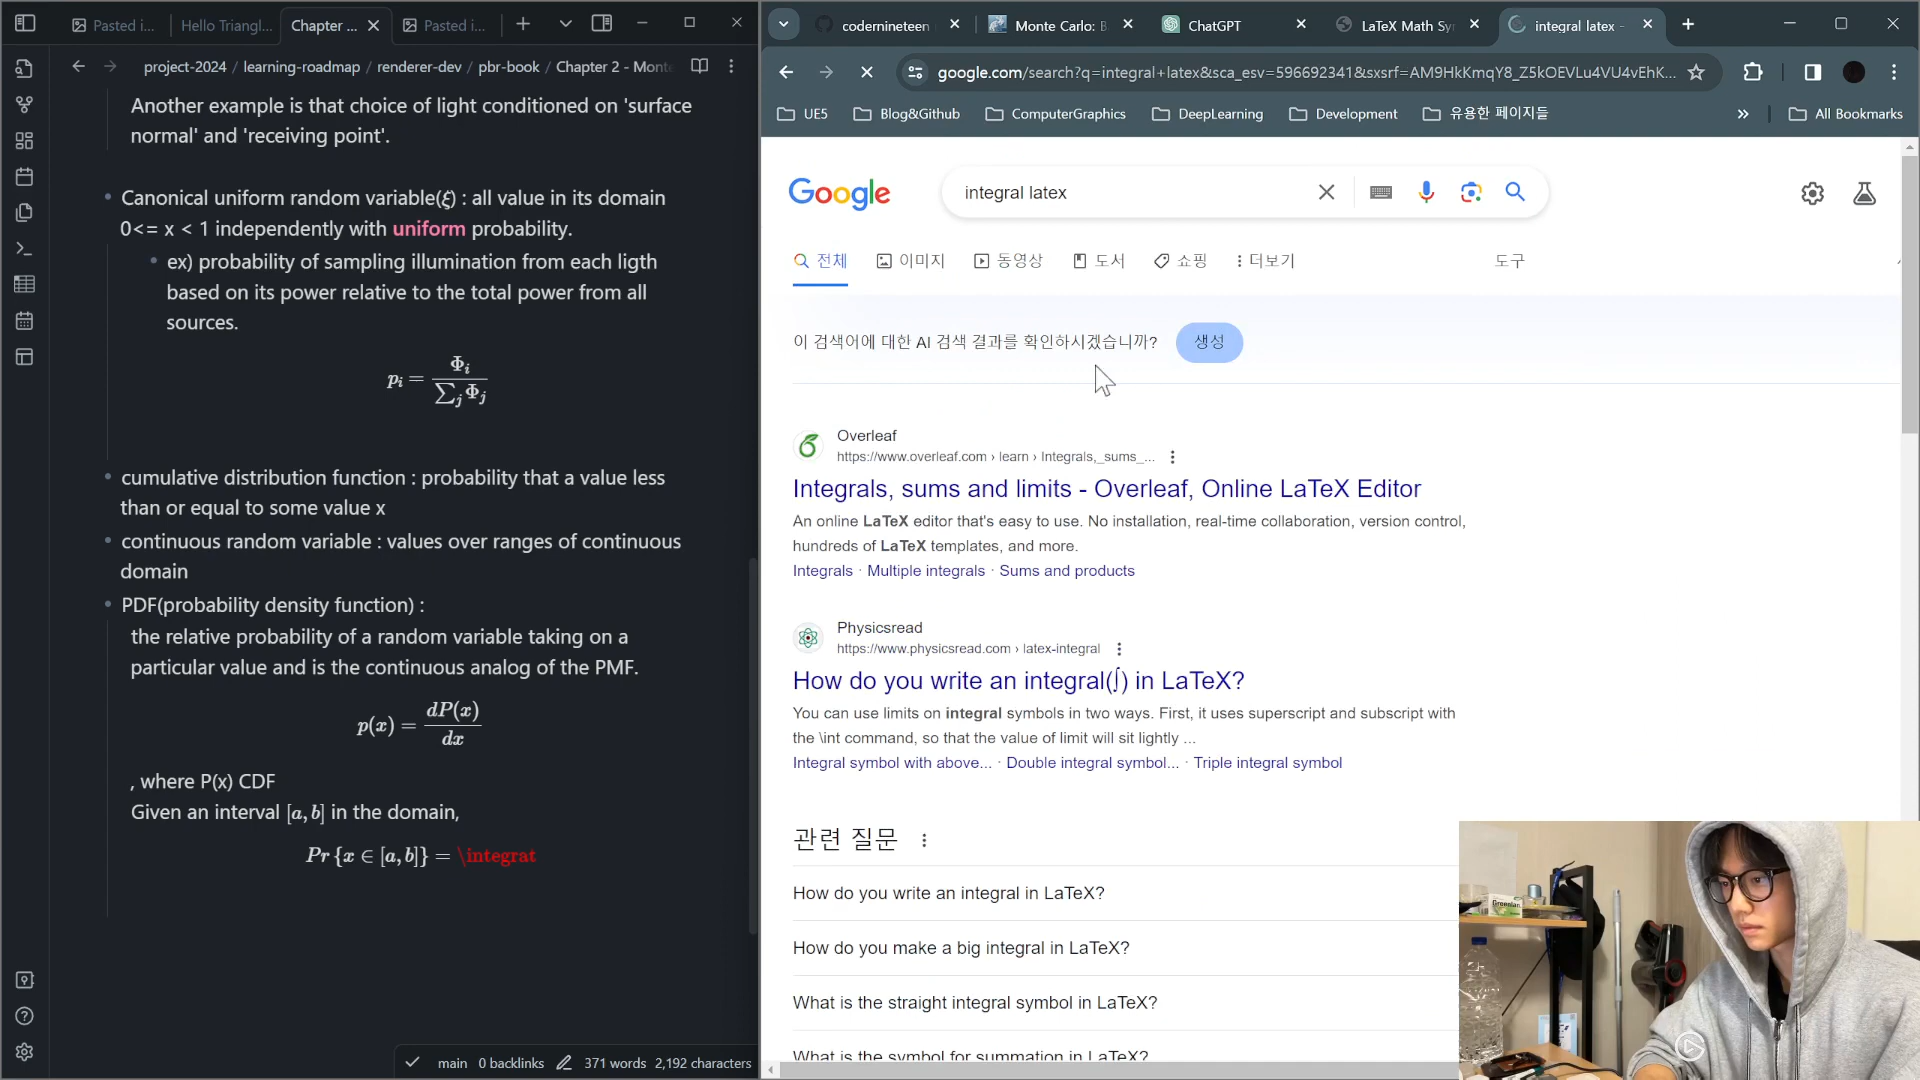 Pasted i...
Hello Triangl...
Chapter ...
Pasted i...
project-2024 / learning-roadmap / renderer-dev / pbr-book / Chapter 2 - Monte
Another example is that choice of light conditioned on 'surface
normal' and 'receiving point'.
Canonical uniform random variable(ξ) : all value in its domain
0<= x < 1 independently with uniform probability.
ex) probability of sampling illumination from each ligth
based on its power relative to the total power from all
sources.
p_i = Φ_i / ∑_j Φ_j
cumulative distribution function : probability that a value less
than or equal to some value x
continuous random variable : values over ranges of continuous
domain
PDF(probability density function) :
the relative probability of a random variable taking on a
particular value and is the continuous analog of the PMF.
p(x) = dP(x) / dx
, where P(x) CDF
Given an interval [a, b] in the domain,
Pr {x ∈ [a, b]} = \integrat
main 0 backlinks 371 words 2,192 characters
codernineteen
Monte Carlo: B
ChatGPT
LaTeX Math Sy
integral latex -
google.com/search?q=integral+latex&sca_esv=596692341&sxsrf=AM9HkKmqY8_Z5kOEVLu4VU4vEhK...
UE5
Blog&Github
ComputerGraphics
DeepLearning
Development
유용한 페이지들
»
All Bookmarks
Google
integral latex
전체
이미지
동영상
도서
쇼핑
더보기
도구
이 검색어에 대한 AI 검색 결과를 확인하시겠습니까?
생성
Overleaf
https://www.overleaf.com › learn › Integrals,_sums_...
Integrals, sums and limits - Overleaf, Online LaTeX Editor
An online LaTeX editor that's easy to use. No installation, real-time collaboration, version control,
hundreds of LaTeX templates, and more.
Integrals · Multiple integrals · Sums and products
Physicsread
https://www.physicsread.com › latex-integral
How do you write an integral(∫) in LaTeX?
You can use limits on integral symbols in two ways. First, it uses superscript and subscript with
the \int command, so that the value of limit will sit lightly ...
Integral symbol with above... · Double integral symbol... · Triple integral symbol
관련 질문
How do you write an integral in LaTeX?
How do you make a big integral in LaTeX?
What is the straight integral symbol in LaTeX?
What is the symbol for summation in LaTeX?